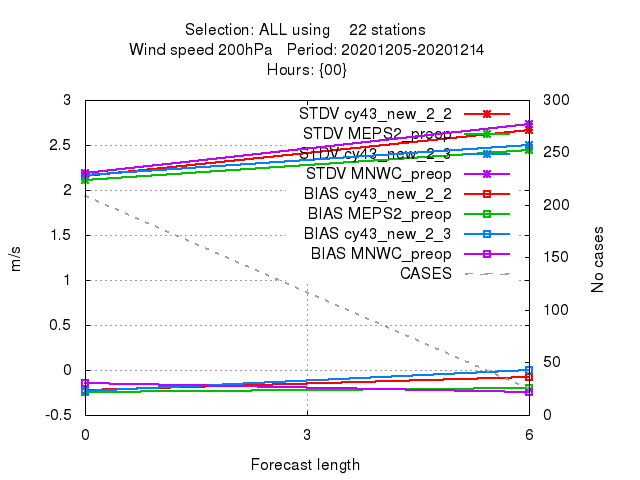 Selection: ALL using 22 stations
Wind speed 200hPa Period: 20201205-20201214
Hours: {00}
3 300
STDV cy43_new_2_2
STDV MEPS2_preop
2.5 250
STDV cy43_new_2_3
STDV MNWC_preop
2 200
BIAS cy43_new_2_2
BIAS MEPS2_preop
BIAS cy43_new_2_3
1.5 150
BIAS MNWC_preop
CASES
1 100
0.5 50
0
-0.5 0
0 3 6
Forecast length
m/s
No cases